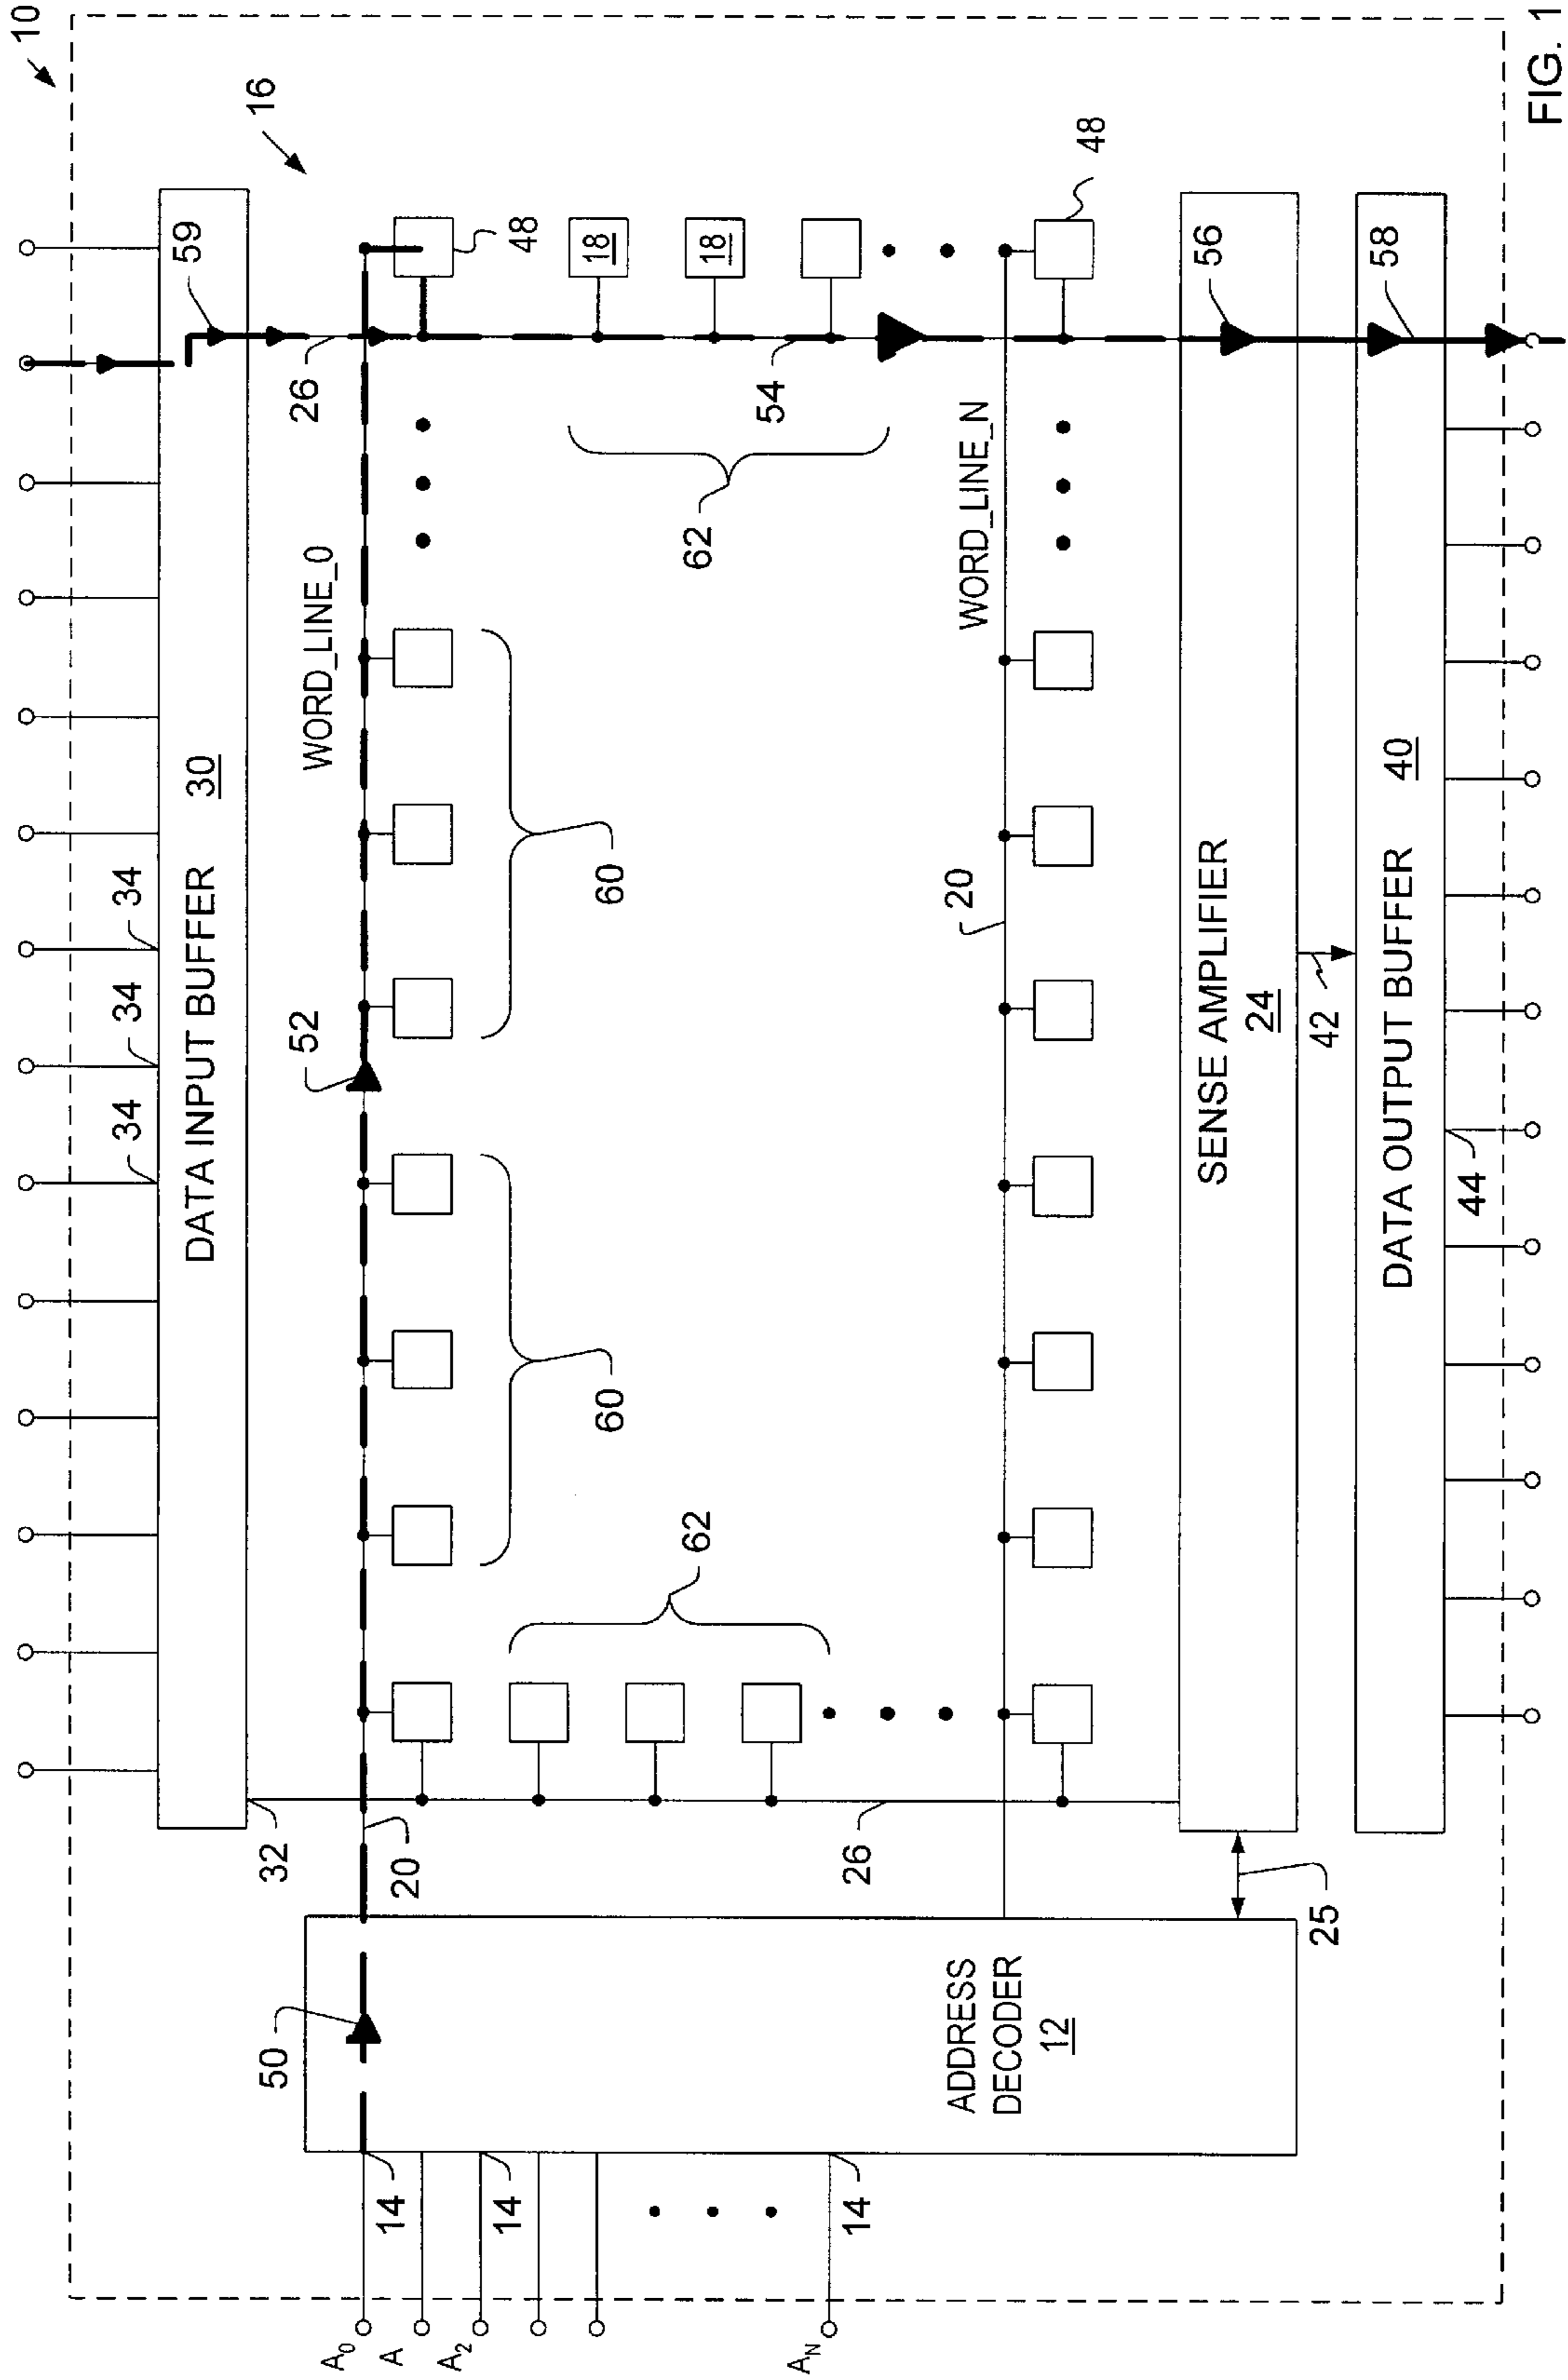 10
16
59
DATA INPUT BUFFER 30
34
34
34
32
26
WORD_LINE_0
52
20
50
48
18
18
60
60
62
62
54
WORD_LINE_N
20
48
26
ADDRESS
DECODER
12
14
14
14
A0
A
A2
AN
25
SENSE AMPLIFIER
24
56
42
DATA OUTPUT BUFFER 40
58
44
FIG. 1